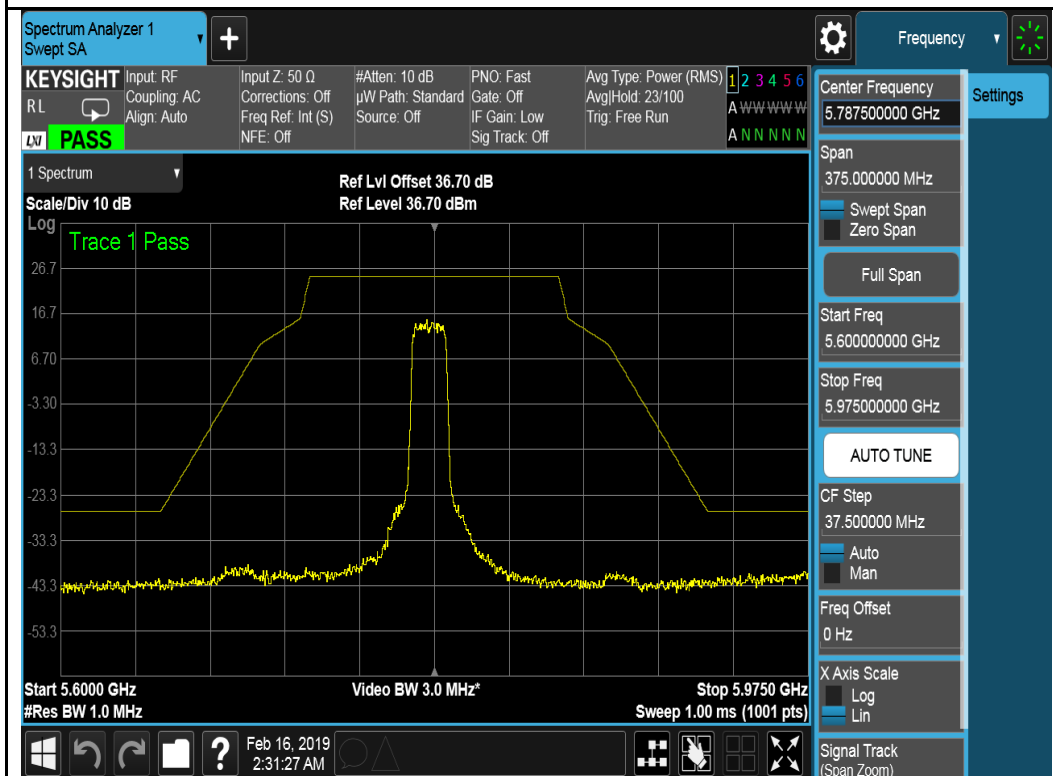 Spectrum Analyzer 1
Swept SA
Frequency
KEYSIGHT
RL
LXI
PASS
Input: RF
Coupling: AC
Align: Auto
Input Z: 50 Ω
Corrections: Off
Freq Ref: Int (S)
NFE: Off
#Atten: 10 dB
µW Path: Standard
Source: Off
PNO: Fast
Gate: Off
IF Gain: Low
Sig Track: Off
Avg Type: Power (RMS)
Avg|Hold: 23/100
Trig: Free Run
1 2 3 4 5 6
A W W W W W
A N N N N N
1 Spectrum
Scale/Div 10 dB
Ref Lvl Offset 36.70 dB
Ref Level 36.70 dBm
Log
Trace 1 Pass
26.7
16.7
6.70
-3.30
-13.3
-23.3
-33.3
-43.3
-53.3
Start 5.6000 GHz
#Res BW 1.0 MHz
Video BW 3.0 MHz*
Stop 5.9750 GHz
Sweep 1.00 ms (1001 pts)
?
Feb 16, 2019
2:31:27 AM
Center Frequency
5.787500000 GHz
Settings
Span
375.000000 MHz
Swept Span
Zero Span
Full Span
Start Freq
5.600000000 GHz
Stop Freq
5.975000000 GHz
AUTO TUNE
CF Step
37.500000 MHz
Auto
Man
Freq Offset
0 Hz
X Axis Scale
Log
Lin
Signal Track
(Span Zoom)